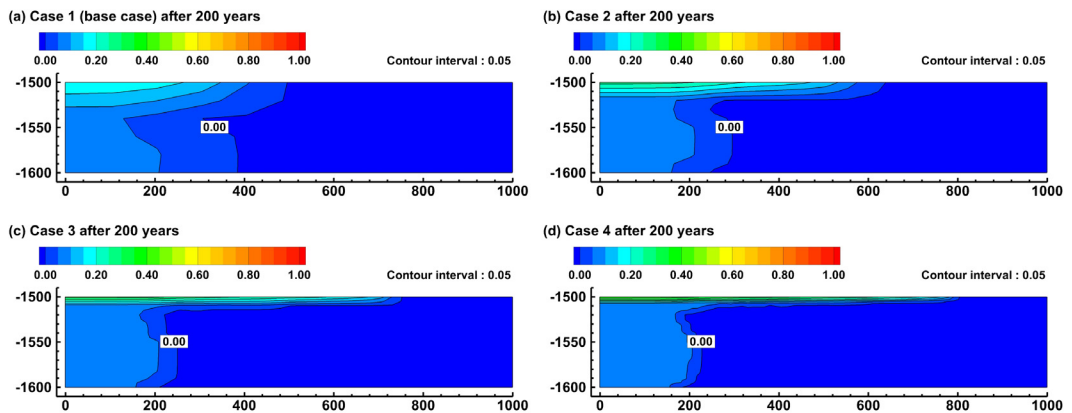 (a) Case 1 (base case) after 200 years
0.00 0.20 0.40 0.60 0.80 1.00
Contour interval : 0.05
-1500
-1550
-1600
0.00
0 200 400 600 800 1000
(b) Case 2 after 200 years
0.00 0.20 0.40 0.60 0.80 1.00
Contour interval : 0.05
-1500
-1550
-1600
0.00
0 200 400 600 800 1000
(c) Case 3 after 200 years
0.00 0.20 0.40 0.60 0.80 1.00
Contour interval : 0.05
-1500
-1550
-1600
0.00
0 200 400 600 800 1000
(d) Case 4 after 200 years
0.00 0.20 0.40 0.60 0.80 1.00
Contour interval : 0.05
-1500
-1550
-1600
0.00
0 200 400 600 800 1000